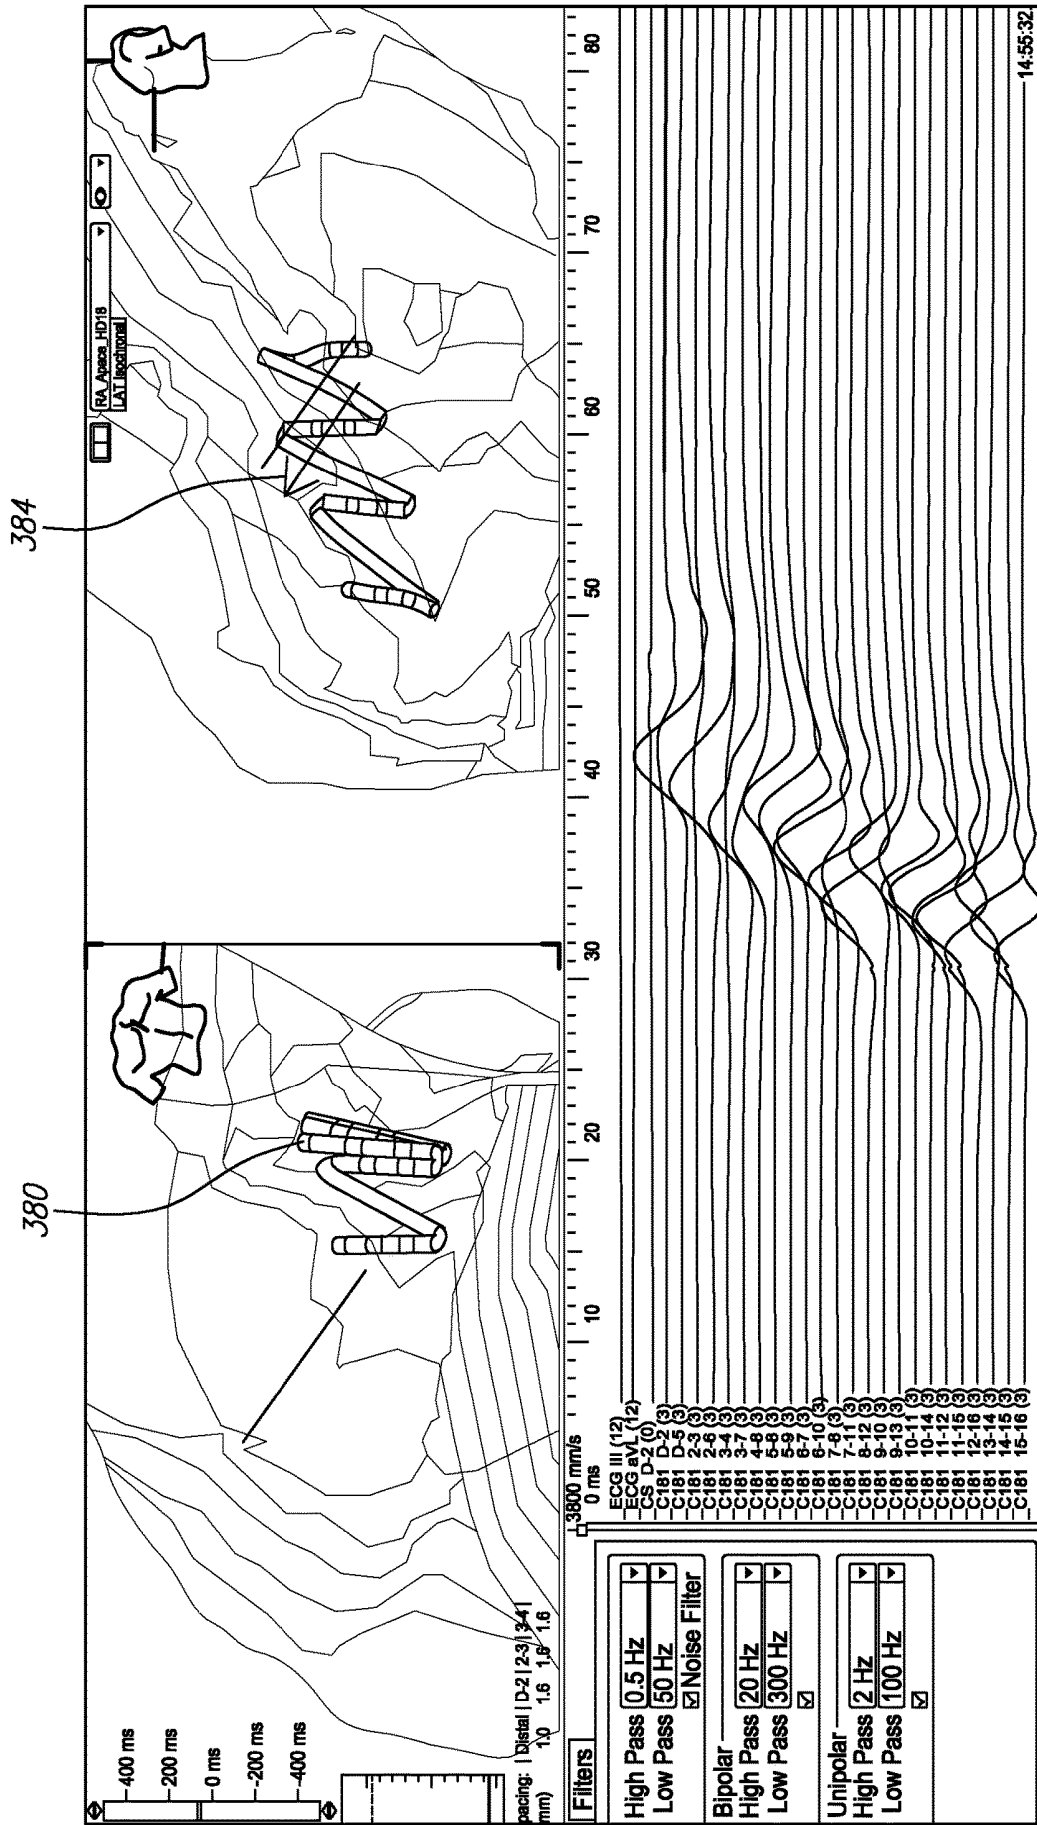 380
384
400 ms
200 ms
0 ms
-200 ms
-400 ms
RA_Apace_HD18
LAT Isochronal
pacing: | Distal | D-2 | 2-3 | 3-4 |
mm) 1.0 1.6 1.6 1.6
3800 mm/s
0 ms 10 20 30 40 50 60 70 80
Filters
High Pass 0.5 Hz
Low Pass 50 Hz
Noise Filter
Bipolar
High Pass 20 Hz
Low Pass 300 Hz
Unipolar
High Pass 2 Hz
Low Pass 100 Hz
ECG III (12)
ECG aVL (12)
CS D-2 (0)
C181 D-2 (3)
C181 D-5 (3)
C181 2-3 (3)
C181 2-6 (3)
C181 3-4 (3)
C181 3-7 (3)
C181 4-8 (3)
C181 5-8 (3)
C181 5-9 (3)
C181 6-7 (3)
C181 6-10 (3)
C181 7-8 (3)
C181 7-11 (3)
C181 8-12 (3)
C181 9-10 (3)
C181 9-13 (3)
C181 10-11 (3)
C181 10-14 (3)
C181 11-12 (3)
C181 11-15 (3)
C181 12-16 (3)
C181 13-14 (3)
C181 14-15 (3)
C181 15-16 (3)
14:55:32